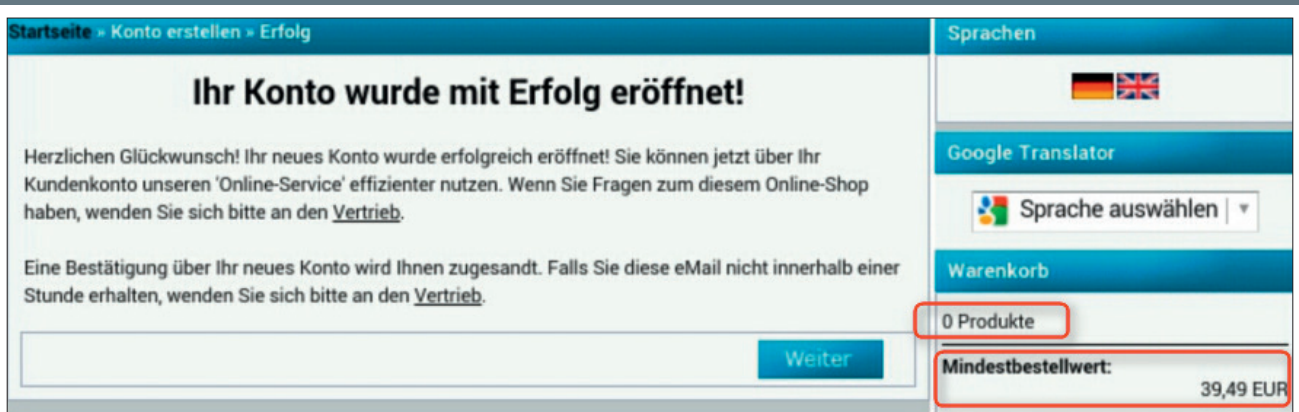 Startseite » Konto erstellen » Erfolg
Ihr Konto wurde mit Erfolg eröffnet!
Herzlichen Glückwunsch! Ihr neues Konto wurde erfolgreich eröffnet! Sie können jetzt über Ihr
Kundenkonto unseren 'Online-Service' effizienter nutzen. Wenn Sie Fragen zum diesem Online-Shop
haben, wenden Sie sich bitte an den Vertrieb.
Eine Bestätigung über Ihr neues Konto wird Ihnen zugesandt. Falls Sie diese eMail nicht innerhalb einer
Stunde erhalten, wenden Sie sich bitte an den Vertrieb.
Weiter
Sprachen
Google Translator
Sprache auswählen
Warenkorb
0 Produkte
Mindestbestellwert:
39,49 EUR